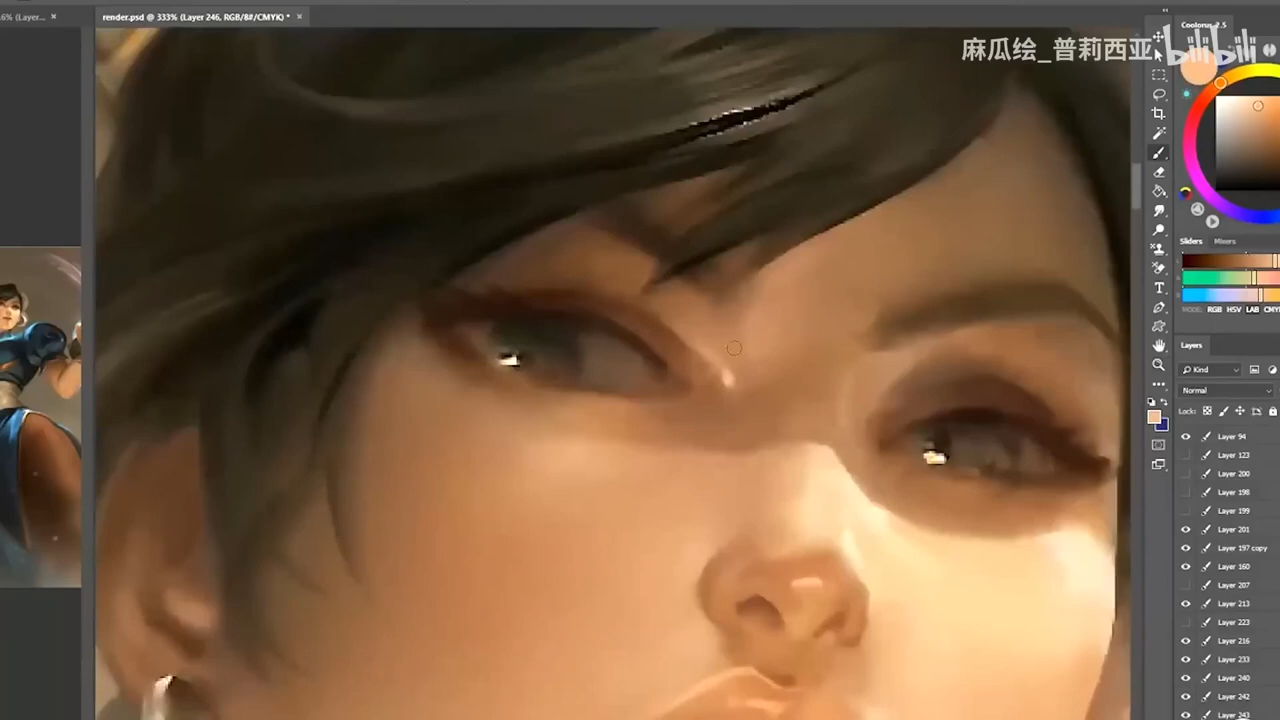 .6% (Layer...
render.psd @ 333% (Layer 246, RGB/8#/CMYK) *
麻瓜绘_普莉西亚
bilibili
Coolorus 2.5
Sliders
Mixers
RGB HSV LAB CMY
Layers
Kind
Normal
Lock:
Layer 94
Layer 123
Layer 200
Layer 198
Layer 199
Layer 201
Layer 197 copy
Layer 160
Layer 207
Layer 213
Layer 223
Layer 216
Layer 233
Layer 240
Layer 242
Layer 243